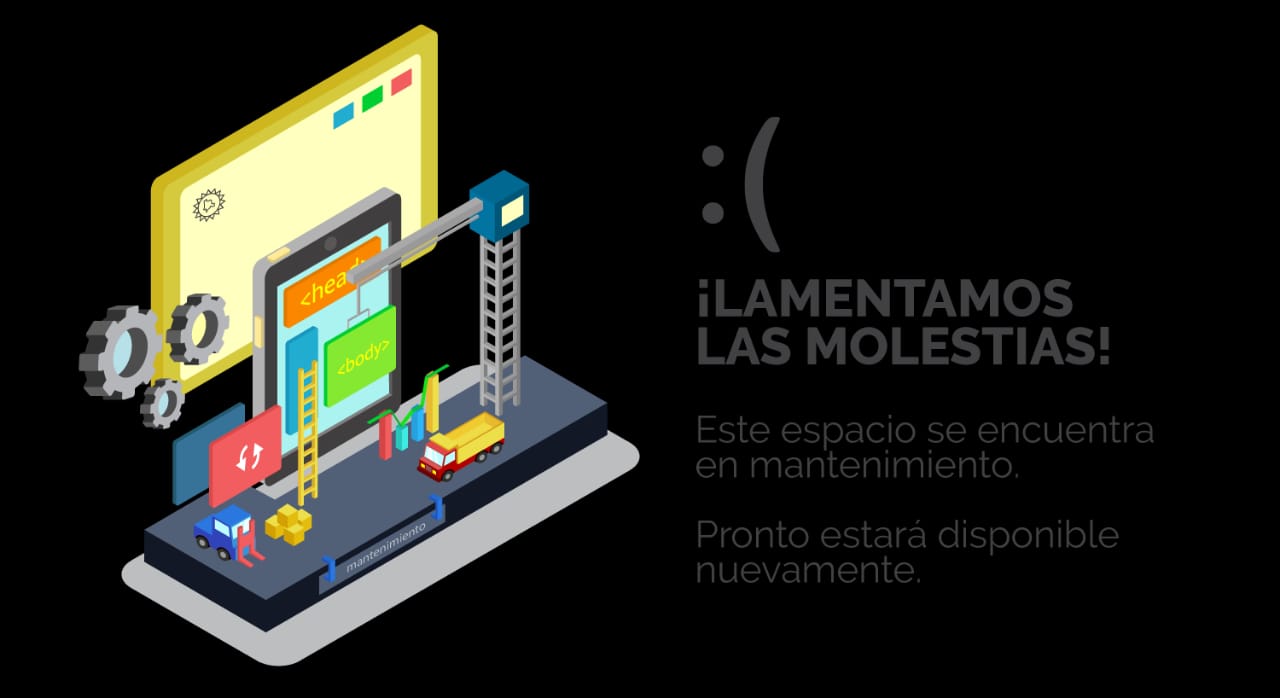 <head>
<body>
mantenimiento
:(
¡LAMENTAMOS
LAS MOLESTIAS!
Este espacio se encuentra
en mantenimiento.
Pronto estará disponible
nuevamente.